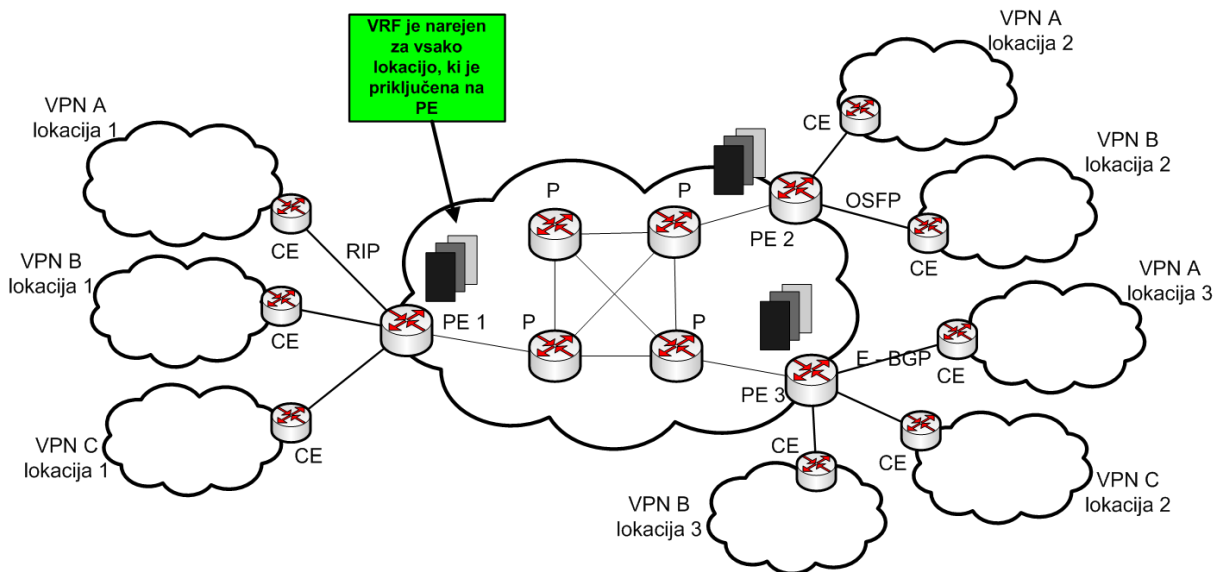 VRF je narejen
za vsako
lokacijo, ki je
priključena na
PE
VPN A
lokacija 2
CE
VPN A
lokacija 1
VPN B
lokacija 2
OSFP
CE
PE 2
P
P
CE
RIP
VPN B
lokacija 1
CE
PE 1
P
P
VPN A
lokacija 3
E - BGP
CE
PE 3
VPN C
lokacija 1
CE
CE
CE
VPN C
lokacija 2
VPN B
lokacija 3